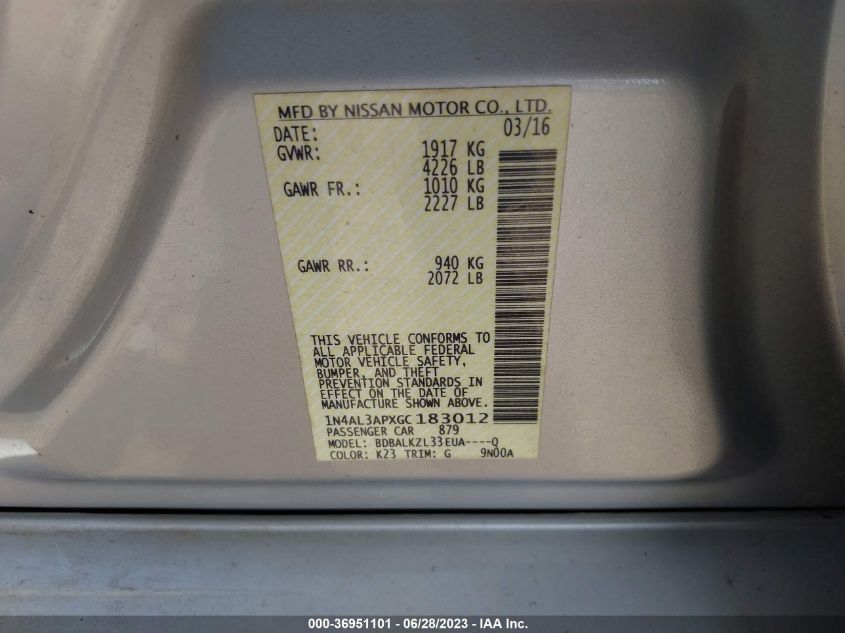 MFD BY NISSAN MOTOR CO., LTD.
DATE: 03/16
GVWR: 1917 KG
4226 LB
GAWR FR.: 1010 KG
2227 LB
GAWR RR.: 940 KG
2072 LB
THIS VEHICLE CONFORMS TO
ALL APPLICABLE FEDERAL
MOTOR VEHICLE SAFETY,
BUMPER, AND THEFT
PREVENTION STANDARDS IN
EFFECT ON THE DATE OF
MANUFACTURE SHOWN ABOVE.
1N4AL3APXGC183012
PASSENGER CAR 879
MODEL: BDBALKZL33EUA----Q
COLOR: K23 TRIM: G 9N00A
000-36951101 - 06/28/2023 - IAA Inc.